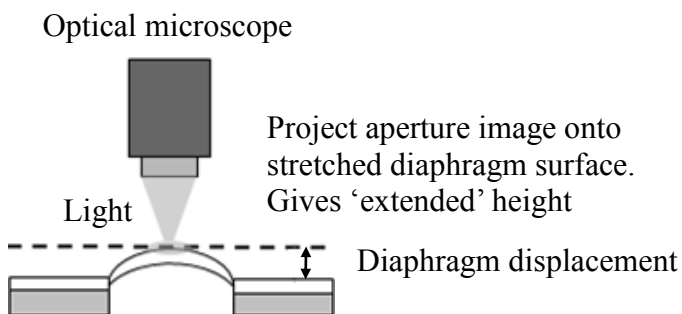 Optical microscope
Project aperture image onto
stretched diaphragm surface.
Gives ‘extended’ height
Light
Diaphragm displacement